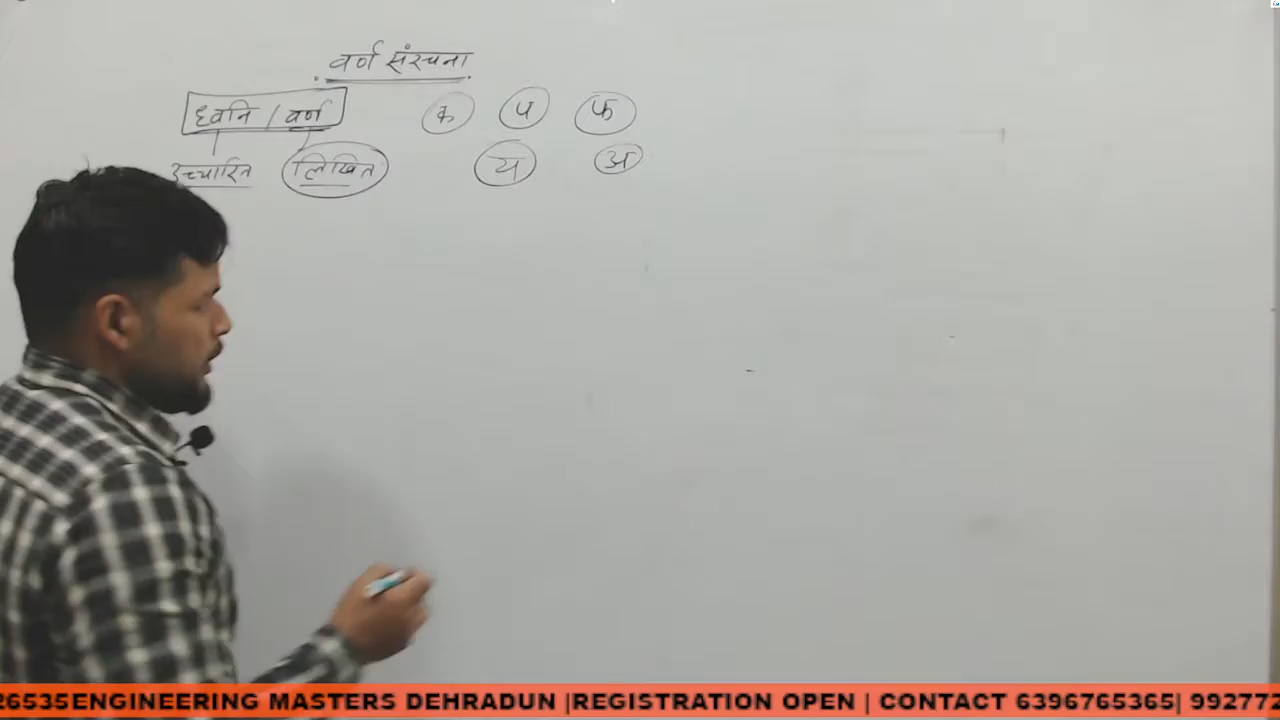 वर्ण संरचना
ध्वनि / वर्ण क प फ
उच्चारित लिखित य अ
26535ENGINEERING MASTERS DEHRADUN |REGISTRATION OPEN | CONTACT 6396765365| 992772